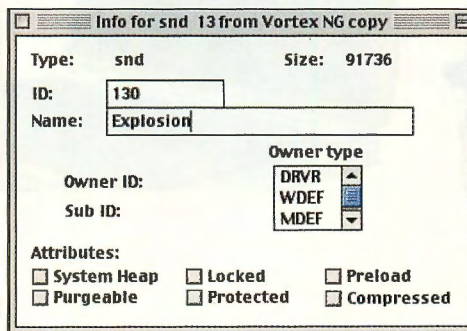 Info for snd 13 from Vortex NG copy
Type: snd Size: 91736
ID: 130
Name: Explosion
Owner type
Owner ID: DRVR
WDEF
Sub ID: MDEF
Attributes:
System Heap Locked Preload
Purgeable Protected Compressed